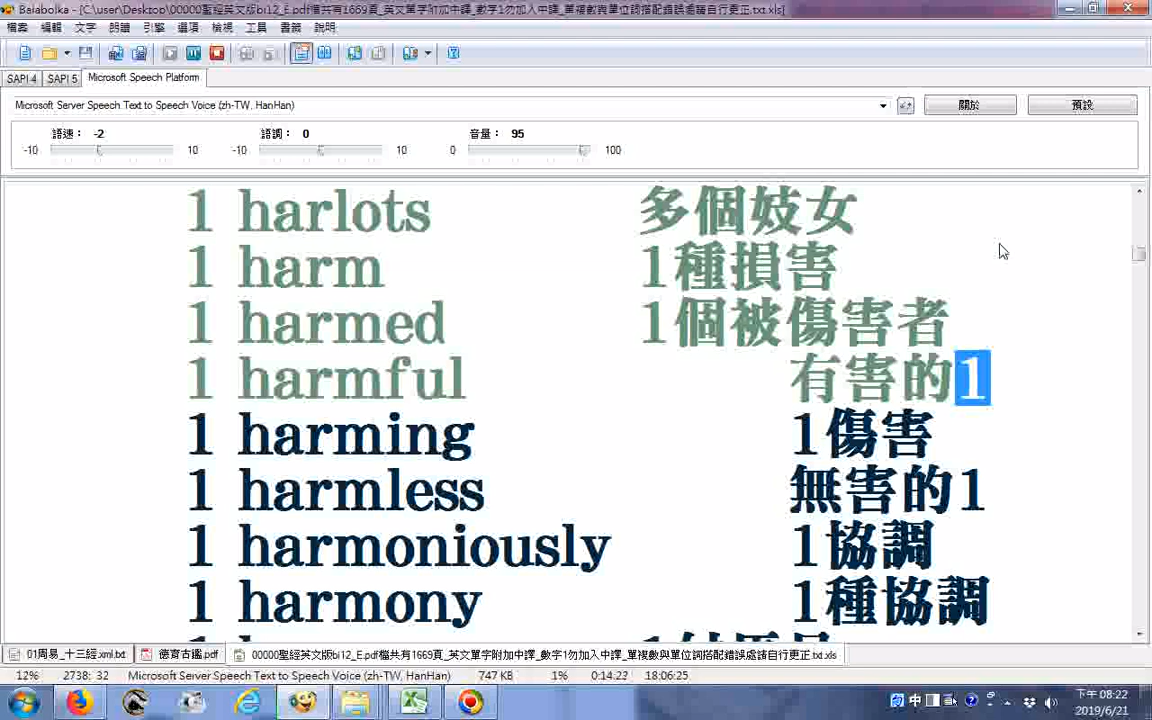 Balabolka - [C:\user\Desktop\00000聖經英文版bi12_E.pdf檔共有1669頁_英文單字附加中譯_數字1勿加入中譯_單複數與單位詞搭配錯誤處請自行更正.txt.xls]
檔案 編輯 文字 朗讀 引擎 選項 檢視 工具 書籤 說明
SAPI 4 SAPI 5 Microsoft Speech Platform
Microsoft Server Speech Text to Speech Voice (zh-TW, HanHan) 關於 預設
語速: -2 語調: 0 音量: 95
-10 10 -10 10 0 100
1 harlots 多個妓女
1 harm 1種損害
1 harmed 1個被傷害者
1 harmful 有害的1
1 harming 1傷害
1 harmless 無害的1
1 harmoniously 1協調
1 harmony 1種協調
01周易_十三經.xml.txt 德育古鑑.pdf 00000聖經英文版bi12_E.pdf檔共有1669頁_英文單字附加中譯_數字1勿加入中譯_單複數與單位詞搭配錯誤處請自行更正.txt.xls
12% 2738: 32 Microsoft Server Speech Text to Speech Voice (zh-TW, HanHan) 747 KB 1% 0:14:23 18:06:25
中 下午 08:22
2019/6/21